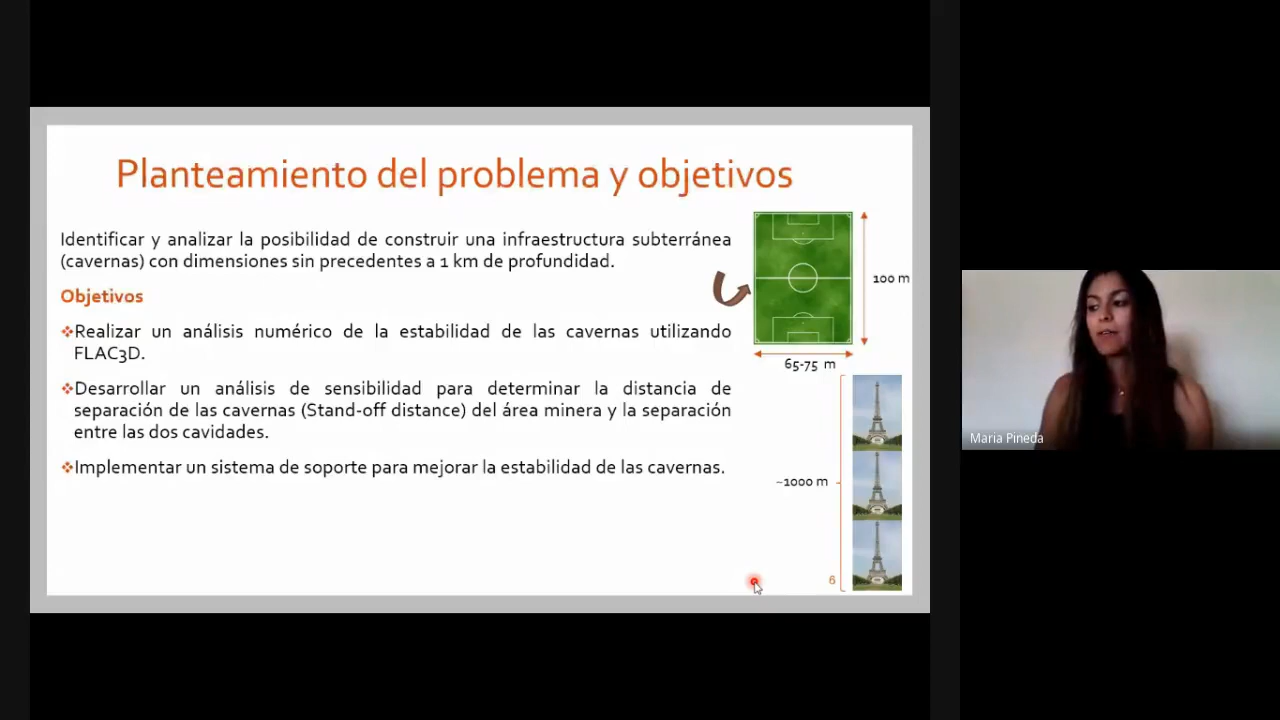 Planteamiento del problema y objetivos
Identificar y analizar la posibilidad de construir una infraestructura subterránea
(cavernas) con dimensiones sin precedentes a 1 km de profundidad.
Objetivos
❖Realizar un análisis numérico de la estabilidad de las cavernas utilizando
FLAC3D.
❖Desarrollar un análisis de sensibilidad para determinar la distancia de
separación de las cavernas (Stand-off distance) del área minera y la separación
entre las dos cavidades.
❖Implementar un sistema de soporte para mejorar la estabilidad de las cavernas.
100 m
65-75 m
~1000 m
6
Maria Pineda